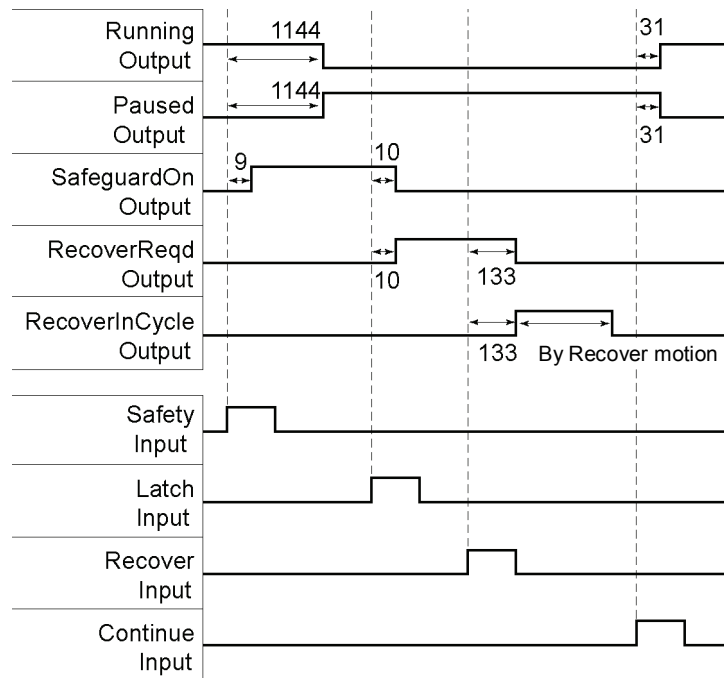 Running
Output
1144
31
Paused
Output
1144
31
SafeguardOn
Output
9
10
RecoverReqd
Output
10
133
RecoverInCycle
Output
133
By Recover motion
Safety
Input
Latch
Input
Recover
Input
Continue
Input